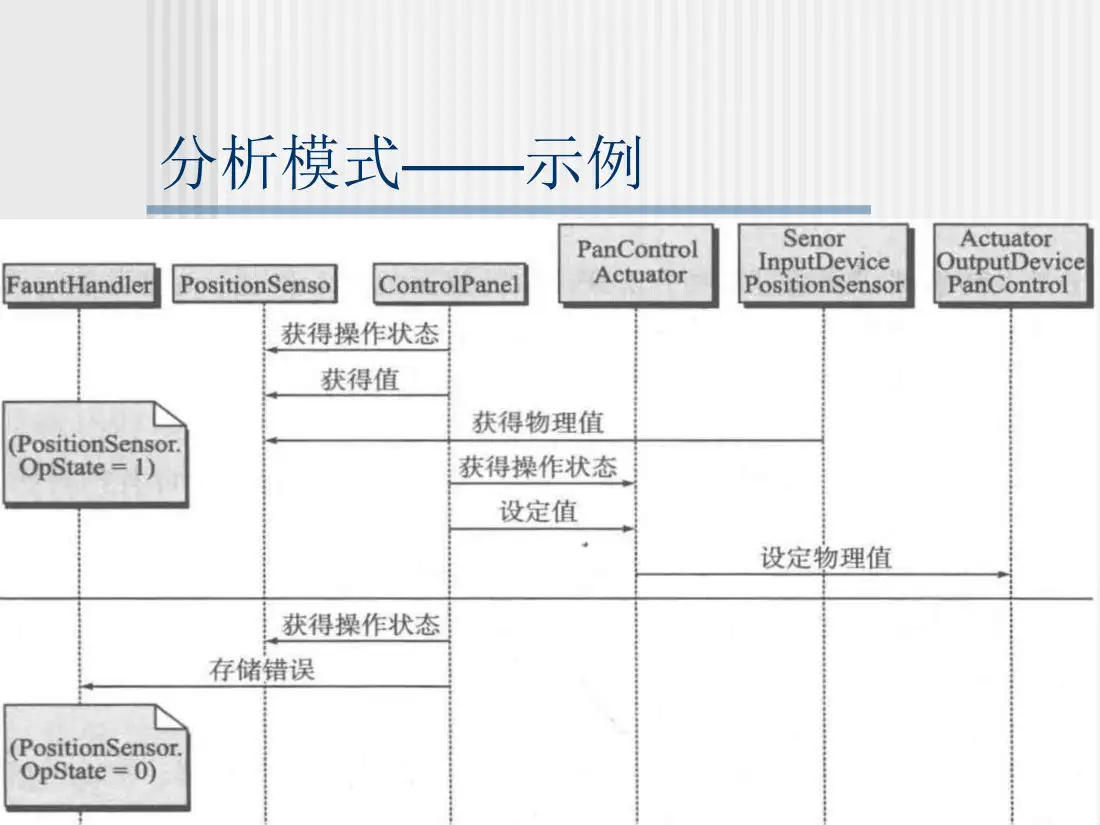 分析模式——示例
FauntHandler
PositionSenso
ControlPanel
PanControl
Actuator
Senor
InputDevice
PositionSensor
Actuator
OutputDevice
PanControl
获得操作状态
获得值
(PositionSensor.
OpState = 1)
获得物理值
获得操作状态
设定值
设定物理值
获得操作状态
存储错误
(PositionSensor.
OpState = 0)